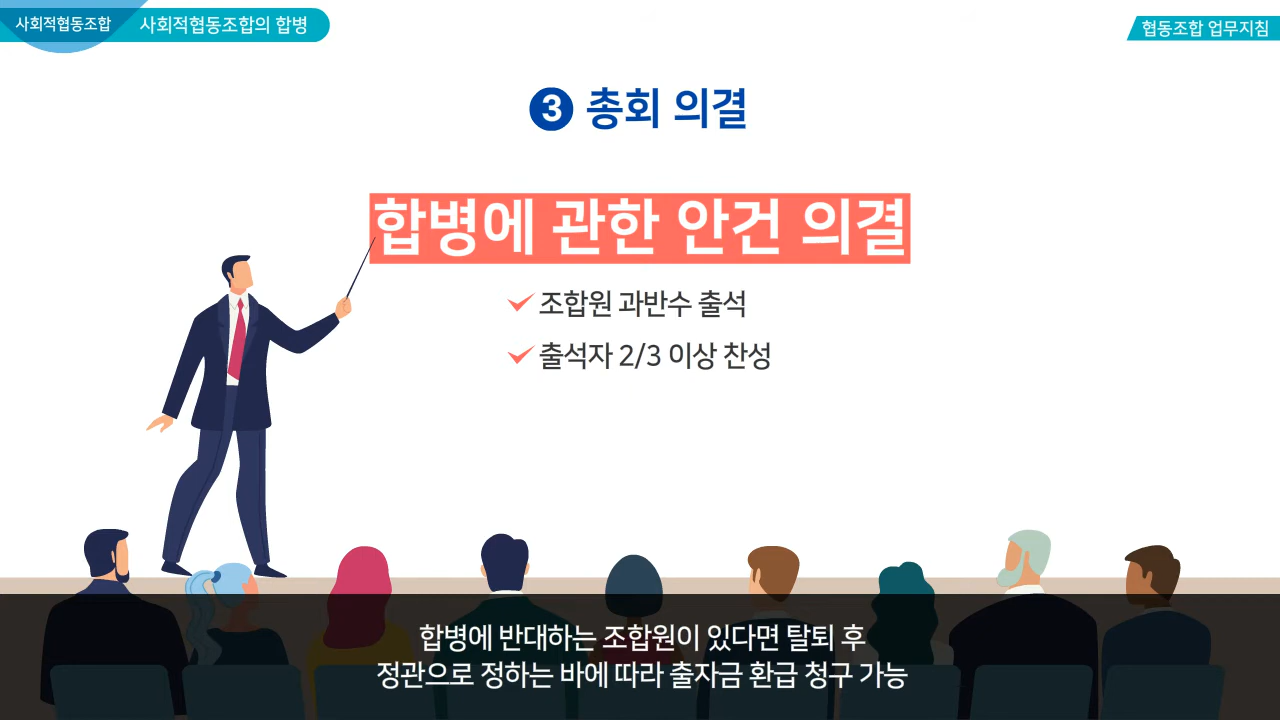 사회적협동조합
사회적협동조합의 합병
협동조합 업무지침
3 총회 의결
합병에 관한 안건 의결
조합원 과반수 출석
출석자 2/3 이상 찬성
합병에 반대하는 조합원이 있다면 탈퇴 후
정관으로 정하는 바에 따라 출자금 환급 청구 가능